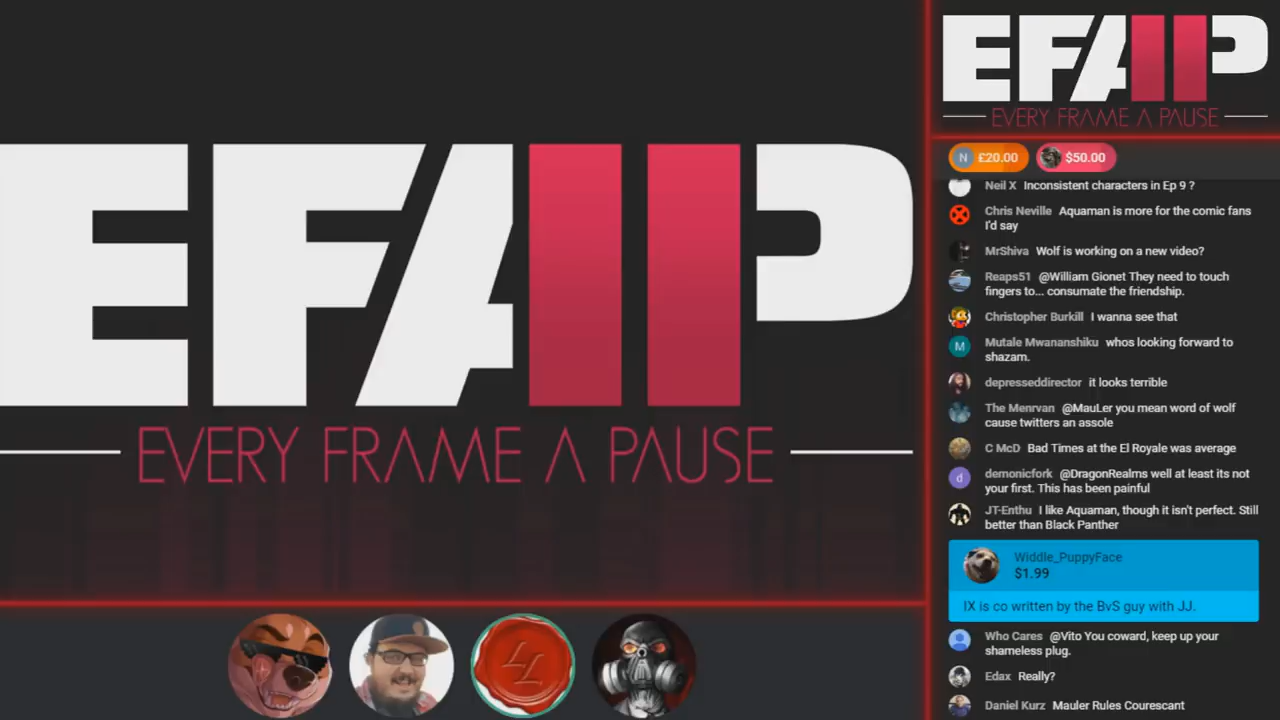 EFAP
EVERY FRAME A PAUSE
EFAP
EVERY FRAME A PAUSE
N £20.00
$50.00
Neil X Inconsistent characters in Ep 9 ?
Chris Neville Aquaman is more for the comic fans
I'd say
MrShiva Wolf is working on a new video?
Reaps51 @William Gionet They need to touch
fingers to... consumate the friendship.
Christopher Burkill I wanna see that
M Mutale Mwananshiku whos looking forward to
shazam.
depresseddirector it looks terrible
The Menrvan @MauLer you mean word of wolf
cause twitters an assole
C McD Bad Times at the El Royale was average
d demonicfork @DragonRealms well at least its not
your first. This has been painful
JT-Enthu I like Aquaman, though it isn't perfect. Still
better than Black Panther
Widdle_PuppyFace
$1.99
IX is co written by the BvS guy with JJ.
Who Cares @Vito You coward, keep up your
shameless plug.
Edax Really?
Daniel Kurz Mauler Rules Courescant
LL